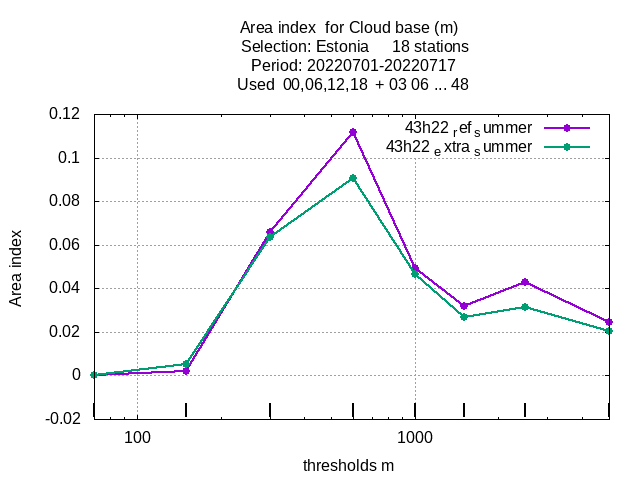 Area index  for Cloud base (m)
Selection: Estonia     18 stations
Period: 20220701-20220717
Used  00,06,12,18  + 03 06 ... 48
43h22 ref summer
43h22 extra summer
0.12
0.1
0.08
0.06
0.04
0.02
0
-0.02
Area index
100
1000
thresholds m